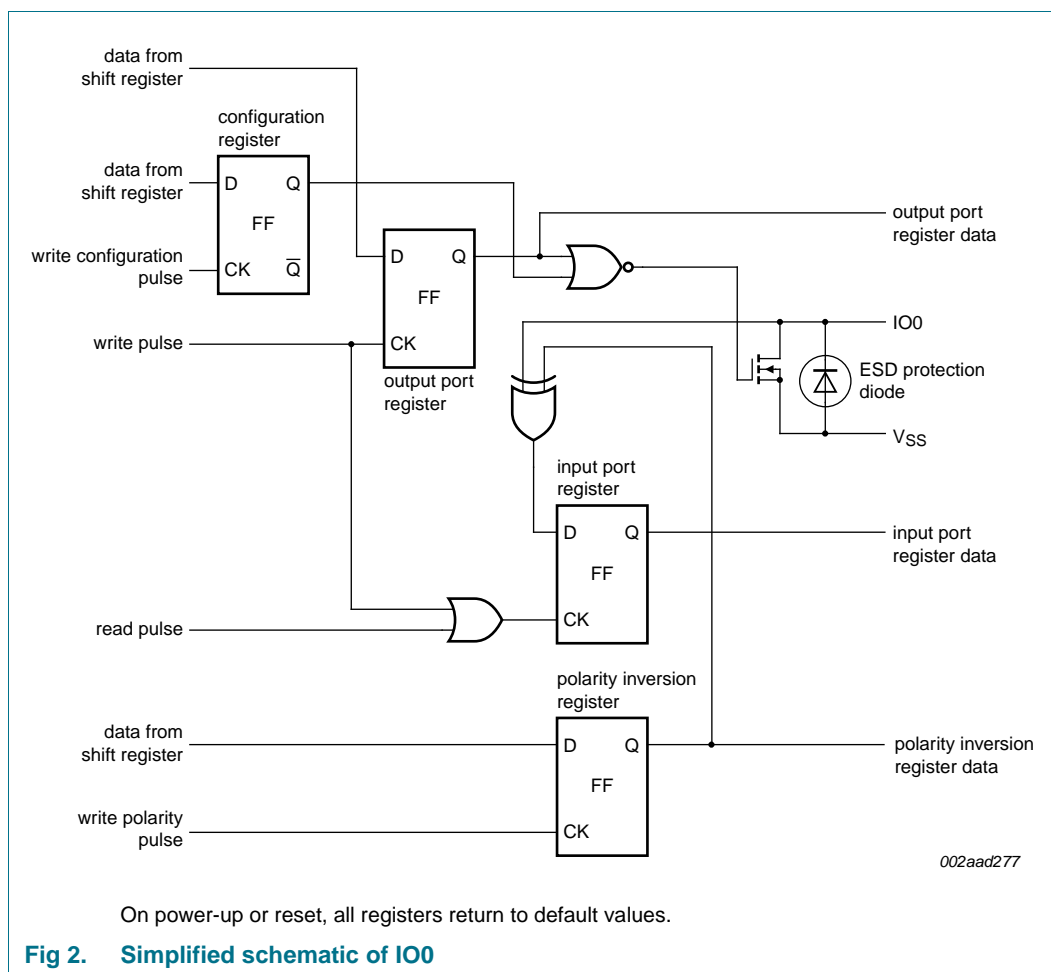 data from
shift register
configuration
register
data from
shift register
D Q
FF
CK Q̅
write configuration
pulse
D Q
FF
CK
output port
register
output port
register data
write pulse
IO0
ESD protection
diode
VSS
input port
register
D Q
FF
CK
input port
register data
read pulse
polarity inversion
register
data from
shift register
D Q
FF
CK
polarity inversion
register data
write polarity
pulse
002aad277
On power-up or reset, all registers return to default values.
Fig 2. Simplified schematic of IO0